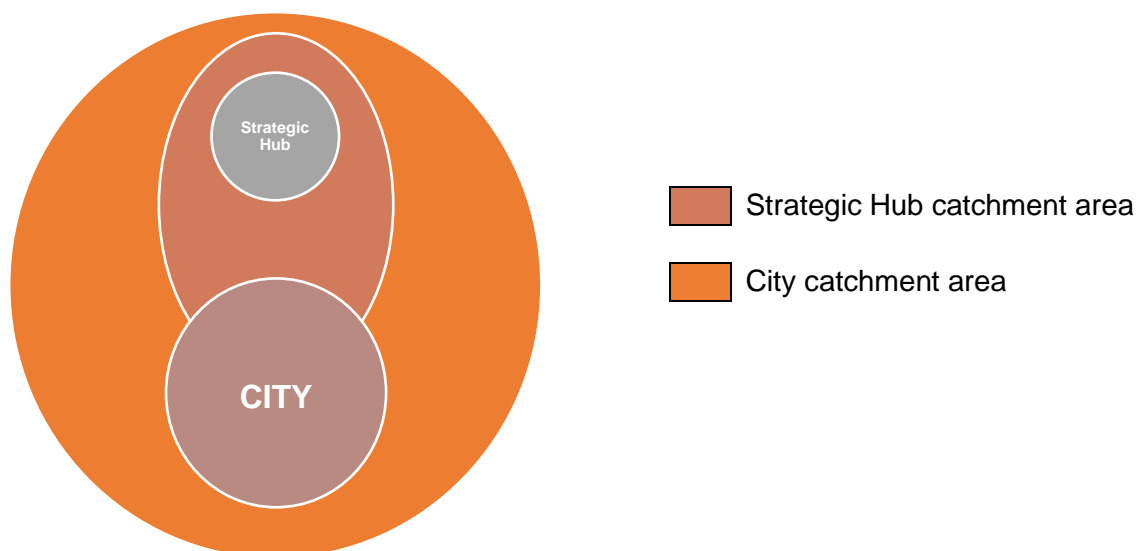 Strategic
Hub
CITY
Strategic Hub catchment area
City catchment area